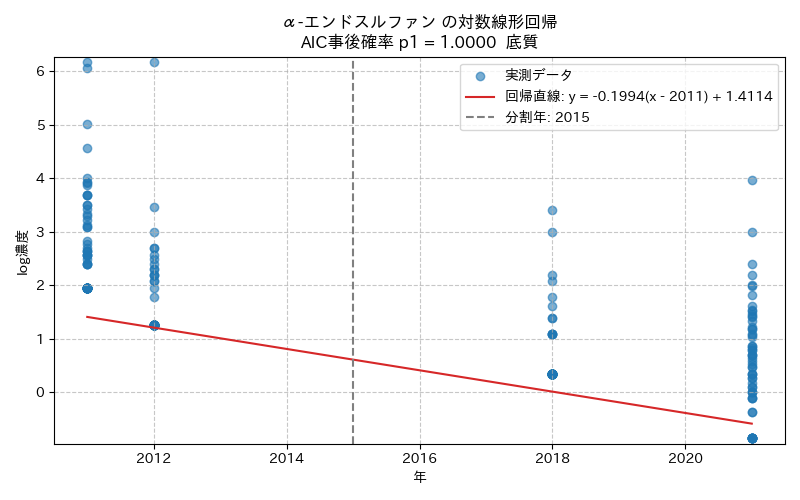 α-エンドスルファン の対数線形回帰
AIC事後確率 p1 = 1.0000  底質
実測データ
回帰直線: y = -0.1994(x - 2011) + 1.4114
分割年: 2015
log濃度
6
5
4
3
2
1
0
2012
2014
2016
2018
2020
年